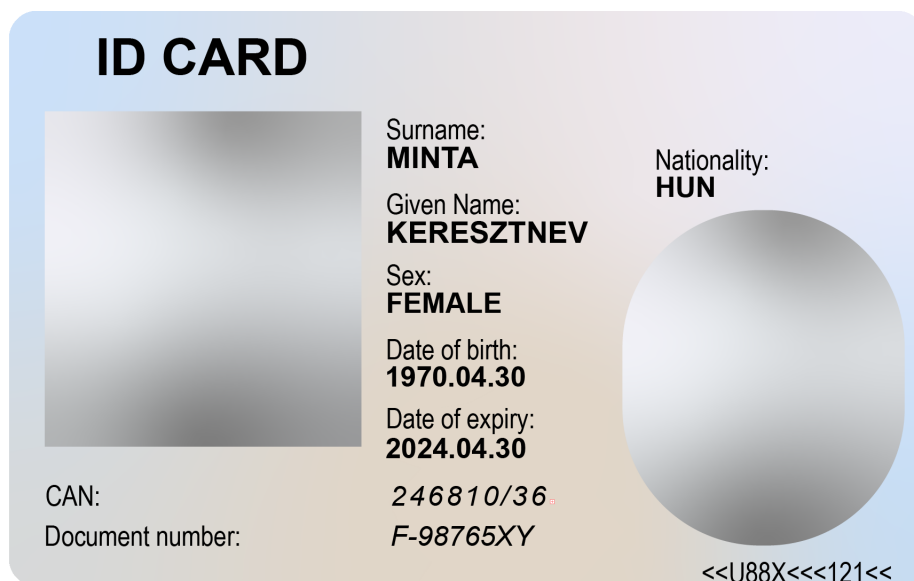 ID CARD
Surname:
MINTA
Nationality:
HUN
Given Name:
KERESZTNEV
Sex:
FEMALE
Date of birth:
1970.04.30
Date of expiry:
2024.04.30
CAN:
246810/36
Document number:
F-98765XY
<<U88X<<<121<<